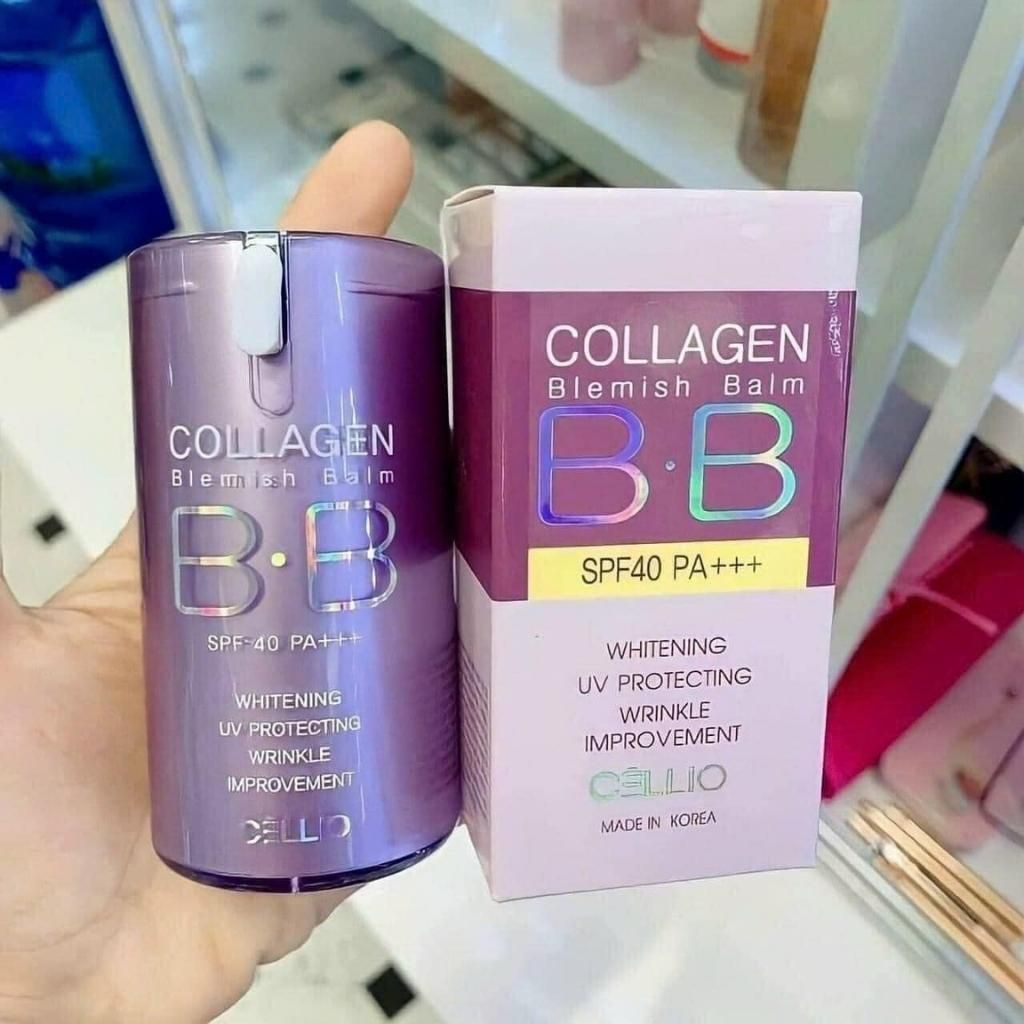 COLLAGEN
Blemish Balm
B·B
SPF 40 PA+++
WHITENING
UV PROTECTING
WRINKLE
IMPROVEMENT
CELLIO
COLLAGEN
Blemish Balm
B·B
SPF40 PA+++
WHITENING
UV PROTECTING
WRINKLE
IMPROVEMENT
CELLIO
MADE IN KOREA